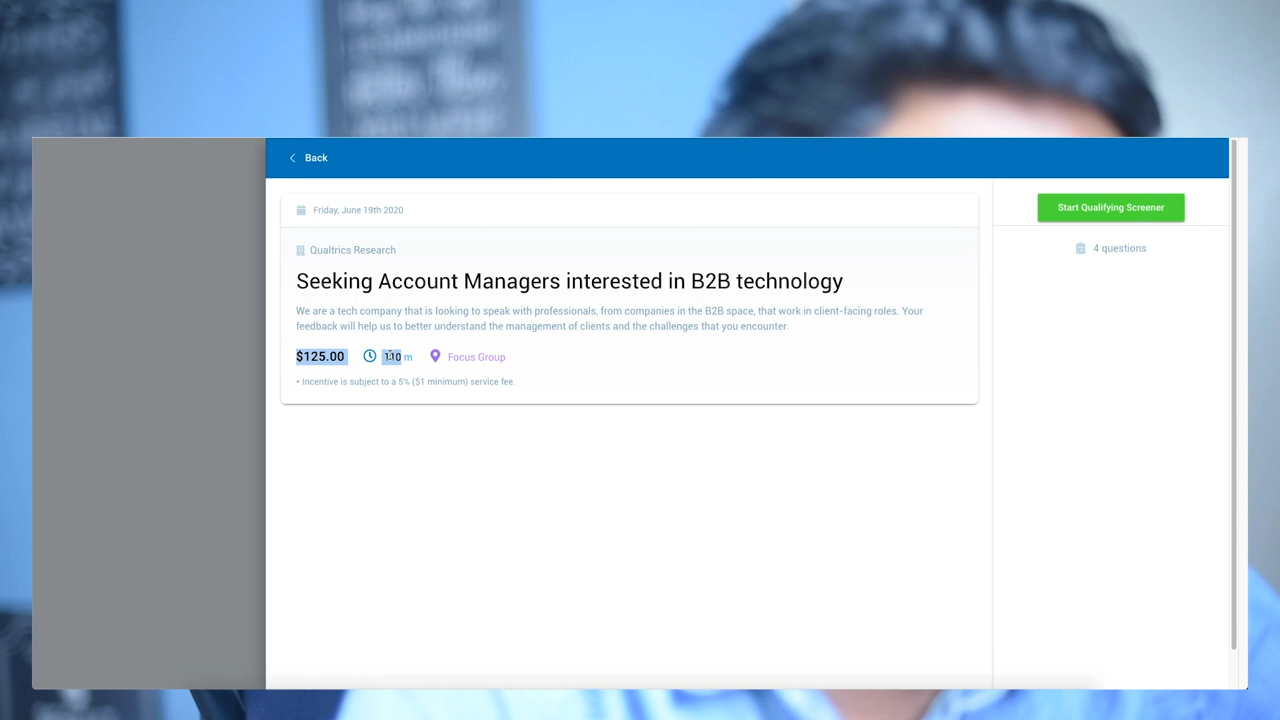 Back
Friday, June 19th 2020
Start Qualifying Screener
4 questions
Qualtrics Research
Seeking Account Managers interested in B2B technology
We are a tech company that is looking to speak with professionals, from companies in the B2B space, that work in client-facing roles. Your
feedback will help us to better understand the management of clients and the challenges that you encounter.
$125.00 110 m Focus Group
* Incentive is subject to a 5% ($1 minimum) service fee.